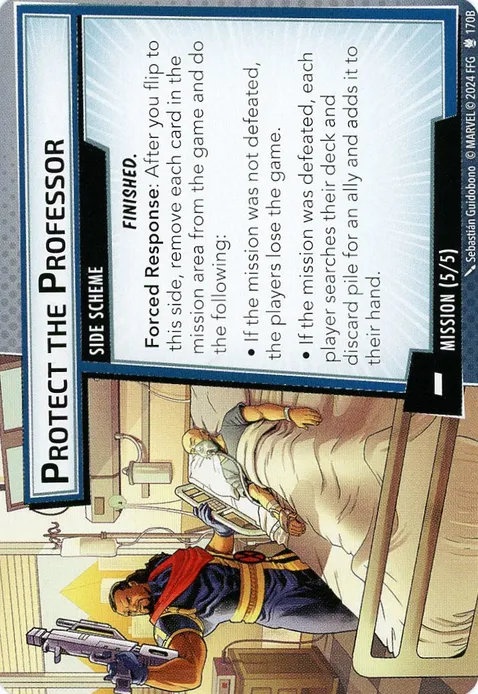 PROTECT THE PROFESSOR
SIDE SCHEME
FINISHED.
Forced Response: After you flip to
this side, remove each card in the
mission area from the game and do
the following:
• If the mission was not defeated,
the players lose the game.
• If the mission was defeated, each
player searches their deck and
discard pile for an ally and adds it to
their hand.
–
MISSION (5/5)
Sebastián Guidobono © MARVEL © 2024 FFG 170B